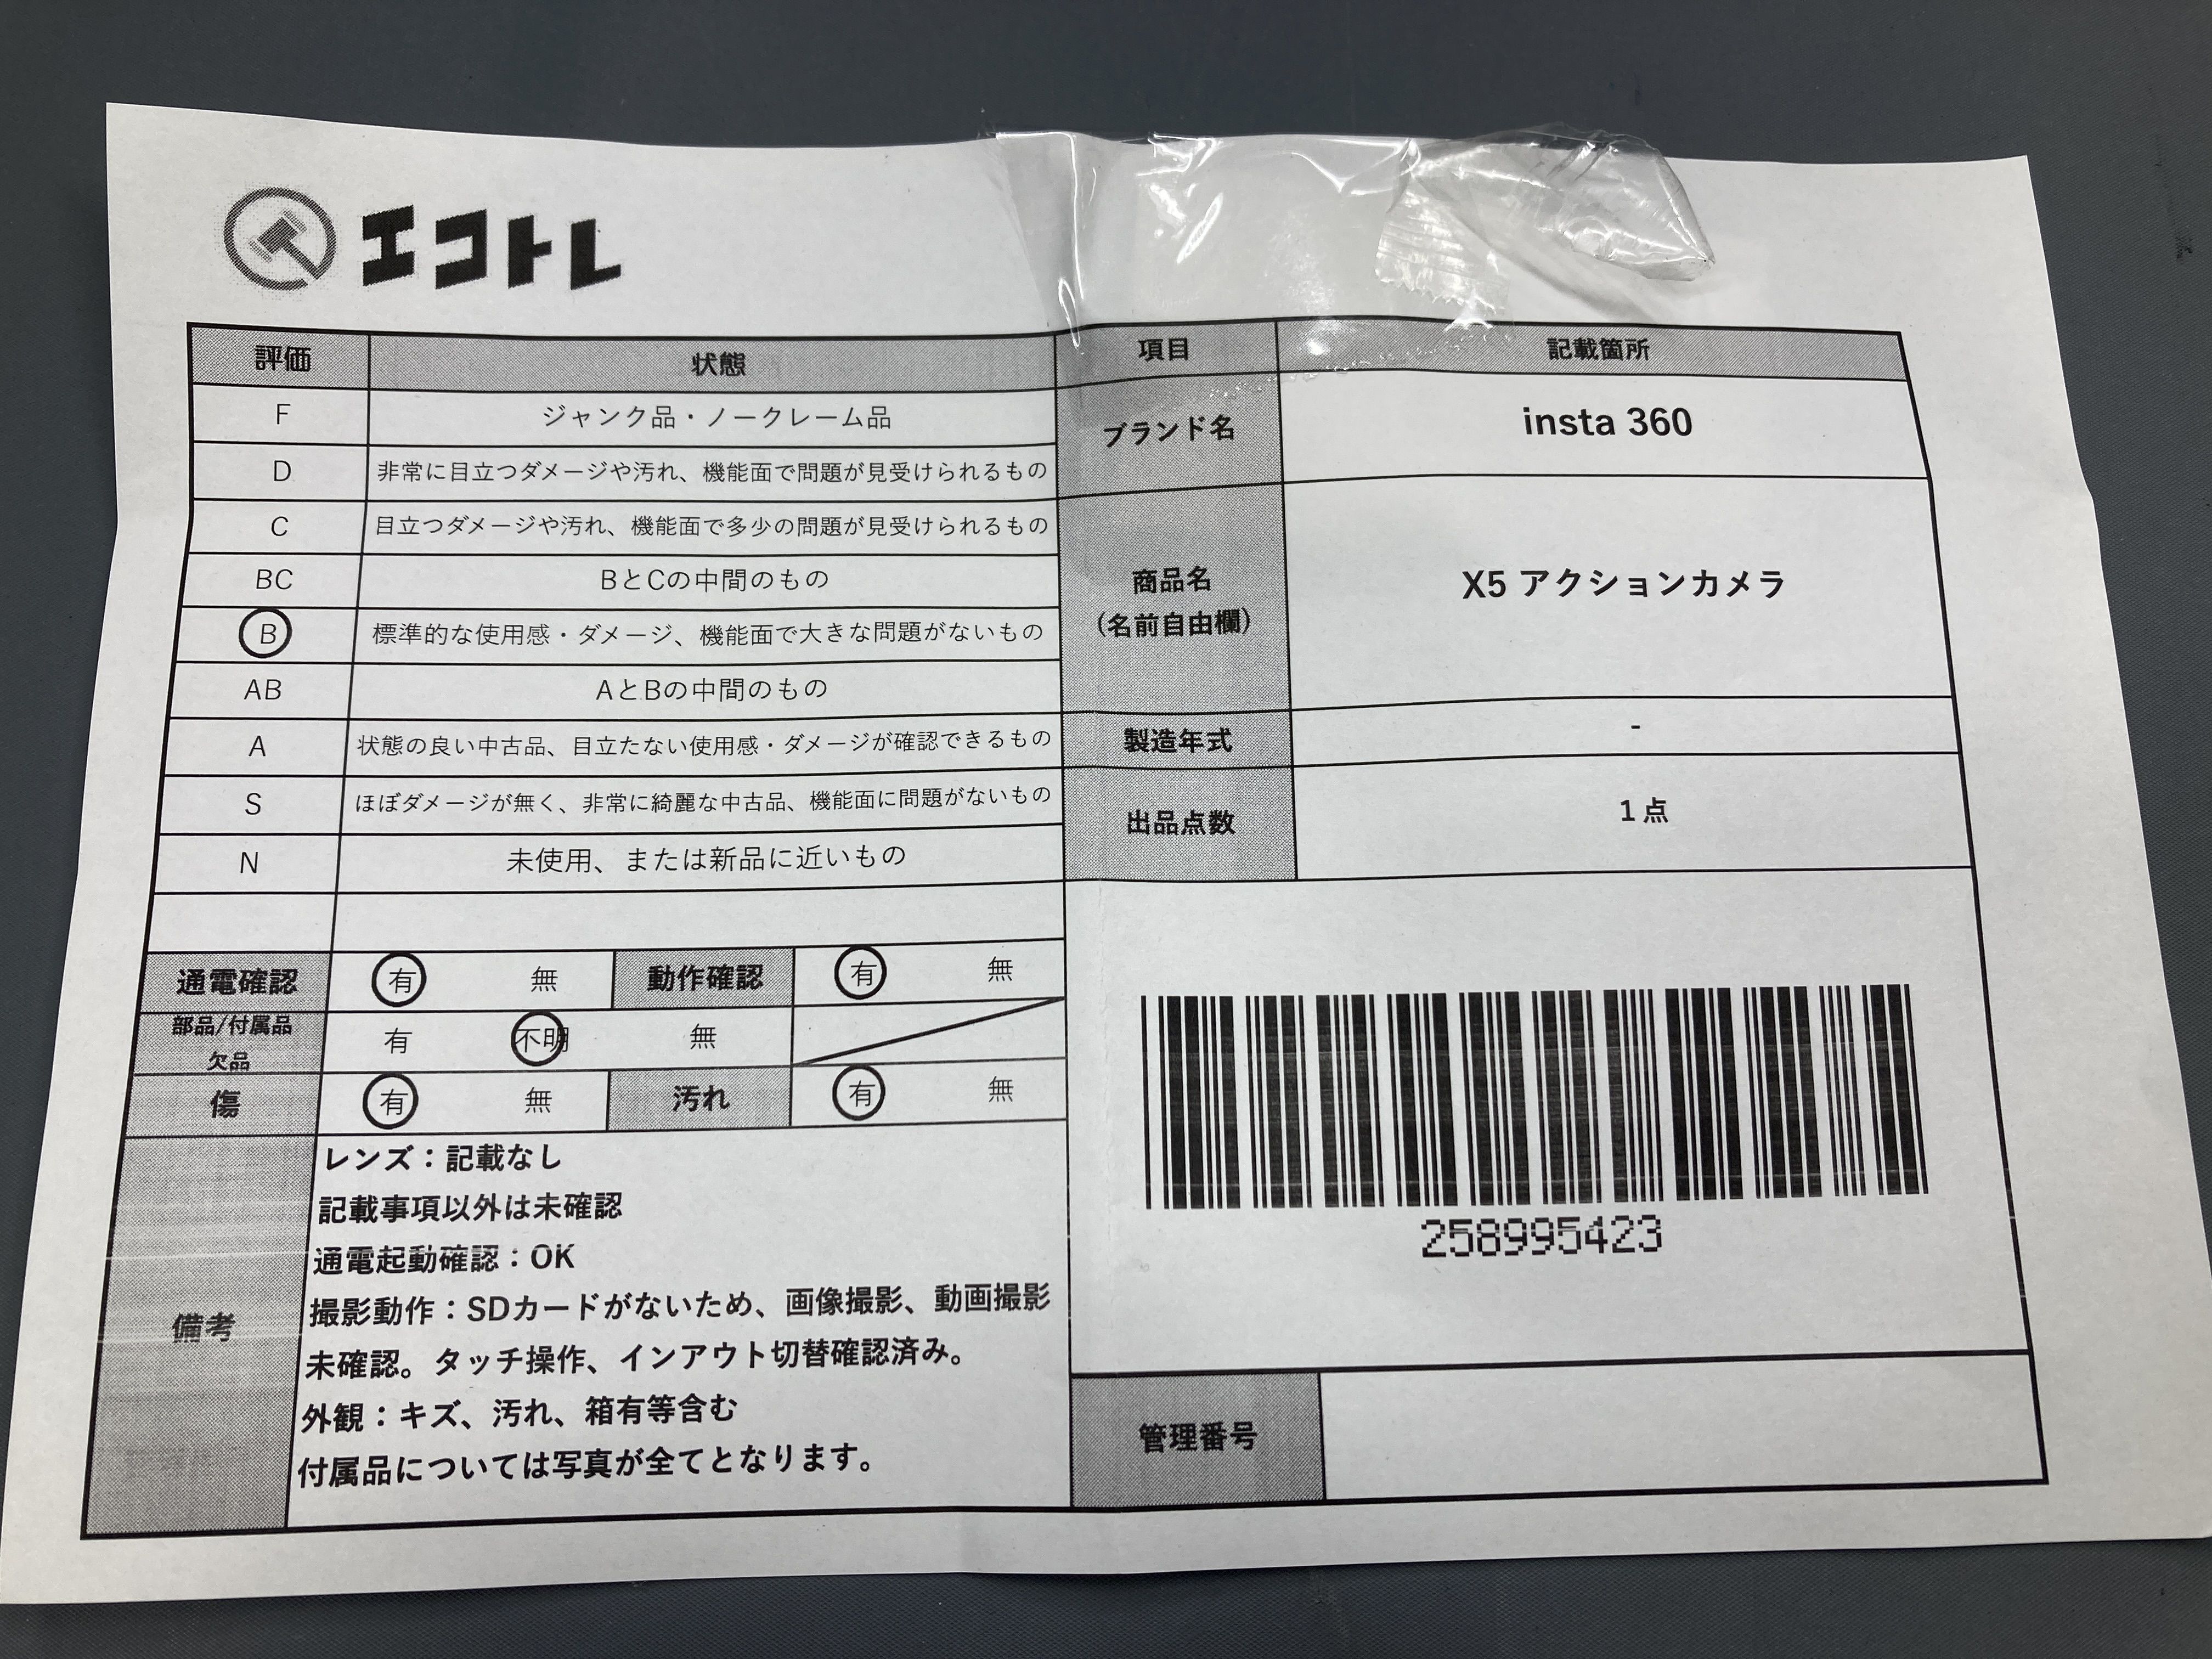 エコトレ
評価 状態
F ジャンク品・ノークレーム品
D 非常に目立つダメージや汚れ、機能面で問題が見受けられるもの
C 目立つダメージや汚れ、機能面で多少の問題が見受けられるもの
BC BとCの中間のもの
B 標準的な使用感・ダメージ、機能面で大きな問題がないもの
AB AとBの中間のもの
A 状態の良い中古品、目立たない使用感・ダメージが確認できるもの
S ほぼダメージが無く、非常に綺麗な中古品、機能面に問題がないもの
N 未使用、または新品に近いもの
通電確認 有 無 動作確認 有 無
部品/付属品
欠品 有 不明 無
傷 有 無 汚れ 有 無
備考
レンズ：記載なし
記載事項以外は未確認
通電起動確認：OK
撮影動作：SDカードがないため、画像撮影、動画撮影
未確認。タッチ操作、インアウト切替確認済み。
外観：キズ、汚れ、箱有等含む
付属品については写真が全てとなります。
項目 記載箇所
ブランド名 insta 360
商品名
(名前自由欄) X5 アクションカメラ
製造年式 -
出品点数 1 点
258995423
管理番号